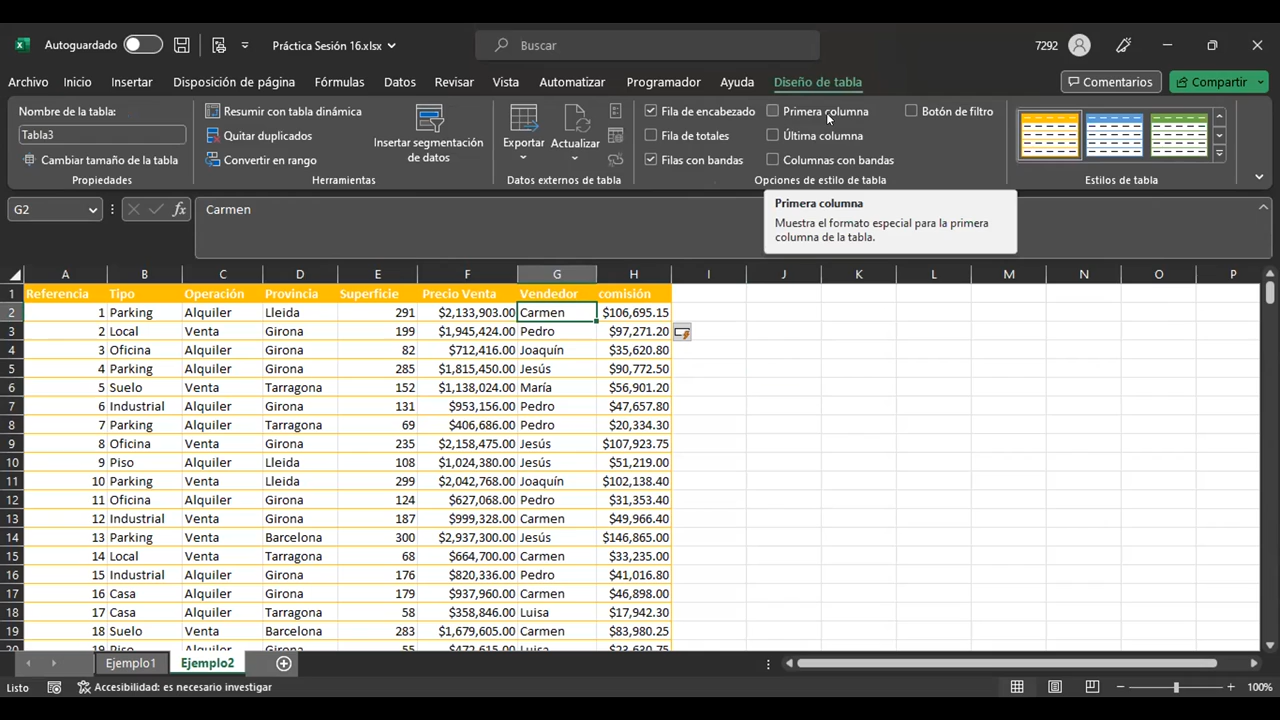 Autoguardado Práctica Sesión 16.xlsx Buscar 7292
Archivo Inicio Insertar Disposición de página Fórmulas Datos Revisar Vista Automatizar Programador Ayuda Diseño de tabla Comentarios Compartir
Nombre de la tabla:
Tabla3
Cambiar tamaño de la tabla
Propiedades
Resumir con tabla dinámica
Quitar duplicados
Convertir en rango
Insertar segmentación
de datos
Herramientas
Exportar
Actualizar
Datos externos de tabla
Fila de encabezado
Fila de totales
Filas con bandas
Primera columna
Última columna
Columnas con bandas
Botón de filtro
Opciones de estilo de tabla
Estilos de tabla
G2 fx Carmen
Primera columna
Muestra el formato especial para la primera
columna de la tabla.
A B C D E F G H I J K L M N O P
1 Referencia Tipo Operación Provincia Superficie Precio Venta Vendedor comisión
2 1 Parking Alquiler Lleida 291 $2,133,903.00 Carmen $106,695.15
3 2 Local Venta Girona 199 $1,945,424.00 Pedro $97,271.20
4 3 Oficina Alquiler Girona 82 $712,416.00 Joaquín $35,620.80
5 4 Parking Alquiler Girona 285 $1,815,450.00 Jesús $90,772.50
6 5 Suelo Venta Tarragona 152 $1,138,024.00 María $56,901.20
7 6 Industrial Alquiler Girona 131 $953,156.00 Pedro $47,657.80
8 7 Parking Alquiler Tarragona 69 $406,686.00 Pedro $20,334.30
9 8 Oficina Venta Girona 235 $2,158,475.00 Jesús $107,923.75
10 9 Piso Alquiler Lleida 108 $1,024,380.00 Jesús $51,219.00
11 10 Parking Venta Lleida 299 $2,042,768.00 Joaquín $102,138.40
12 11 Oficina Alquiler Girona 124 $627,068.00 Pedro $31,353.40
13 12 Industrial Venta Girona 187 $999,328.00 Carmen $49,966.40
14 13 Parking Venta Barcelona 300 $2,937,300.00 Jesús $146,865.00
15 14 Local Venta Tarragona 68 $664,700.00 Carmen $33,235.00
16 15 Industrial Alquiler Girona 176 $820,336.00 Pedro $41,016.80
17 16 Casa Alquiler Girona 179 $937,960.00 Carmen $46,898.00
18 17 Casa Alquiler Tarragona 58 $358,846.00 Luisa $17,942.30
19 18 Suelo Venta Barcelona 283 $1,679,605.00 Carmen $83,980.25
20 19 Piso Alquiler Girona 55 $472,615.00 Luisa $23,630.75
Ejemplo1 Ejemplo2
Listo Accesibilidad: es necesario investigar 100%